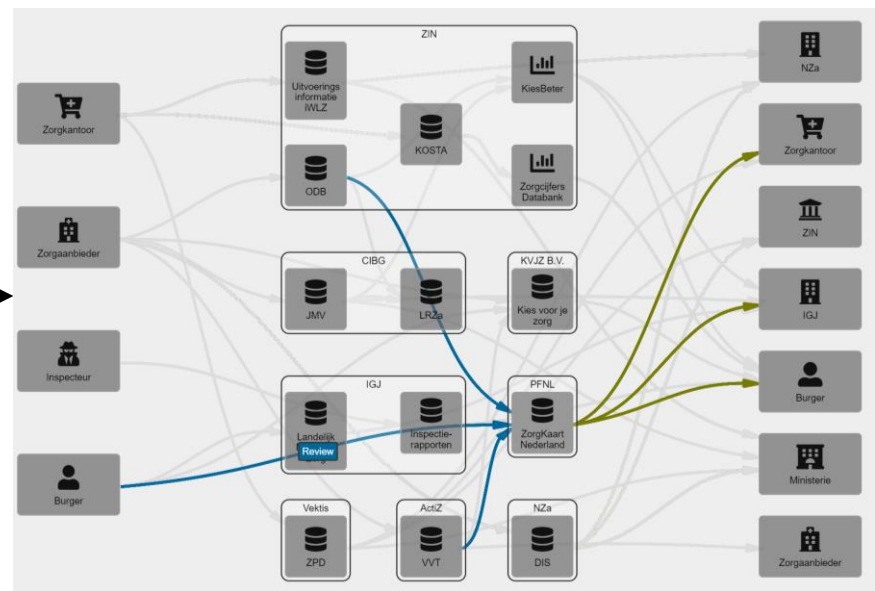 ZIN
Uitvoerings
informatie
iWLZ
KiesBeter
NZa
Zorgkantoor
KOSTA
Zorgkantoor
ODB
Zorgcijfers
Databank
Zorgaanbieder
ZIN
CIBG
KVJZ B.V.
JMV
LRZa
Kies voor je
zorg
IGJ
Inspecteur
IGJ
PFNL
Burger
Landelijk
Review
Inspectie-
rapporten
ZorgKaart
Nederland
Burger
Ministerie
Vektis
ActiZ
NZa
ZPD
VVT
DIS
Zorgaanbieder